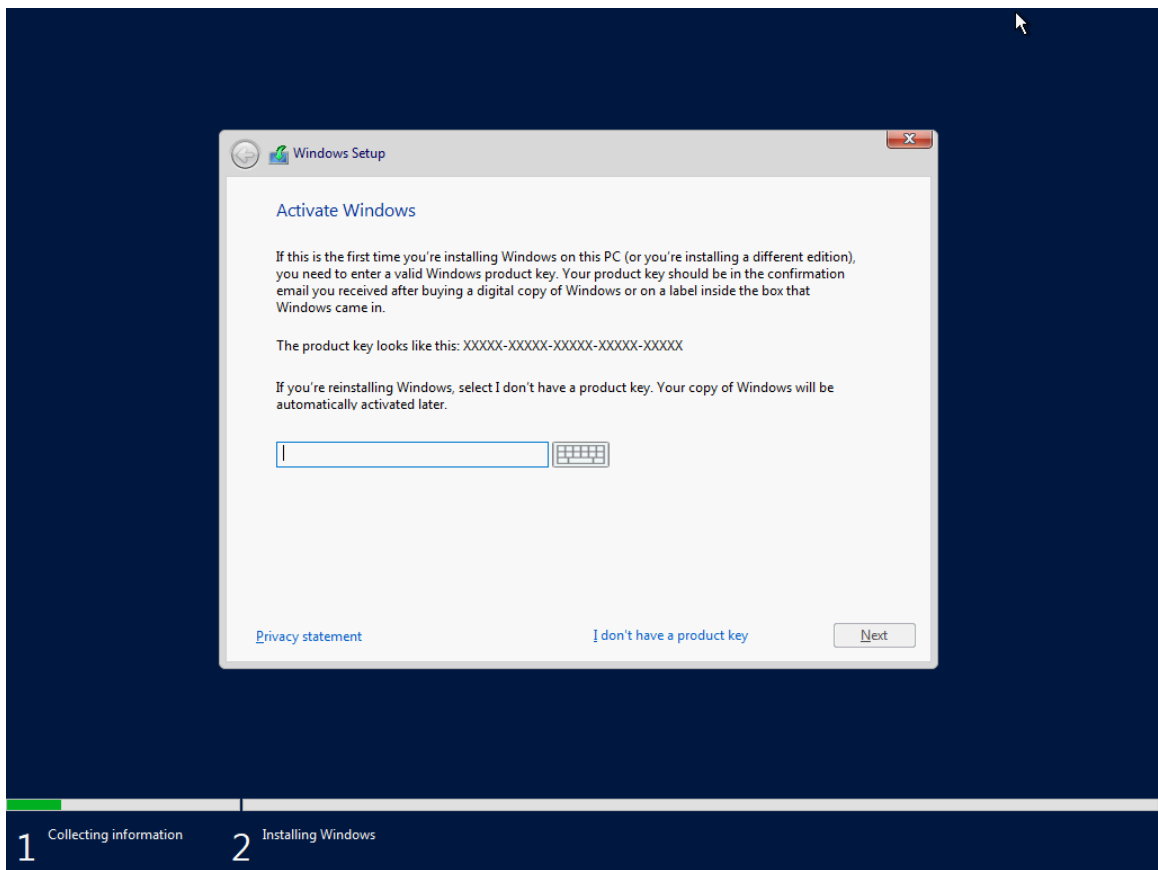 Windows Setup
Activate Windows
If this is the first time you're installing Windows on this PC (or you're installing a different edition),
you need to enter a valid Windows product key. Your product key should be in the confirmation
email you received after buying a digital copy of Windows or on a label inside the box that
Windows came in.
The product key looks like this: XXXXX-XXXXX-XXXXX-XXXXX-XXXXX
If you're reinstalling Windows, select I don't have a product key. Your copy of Windows will be
automatically activated later.
Privacy statement
I don't have a product key
Next
1 Collecting information
2 Installing Windows